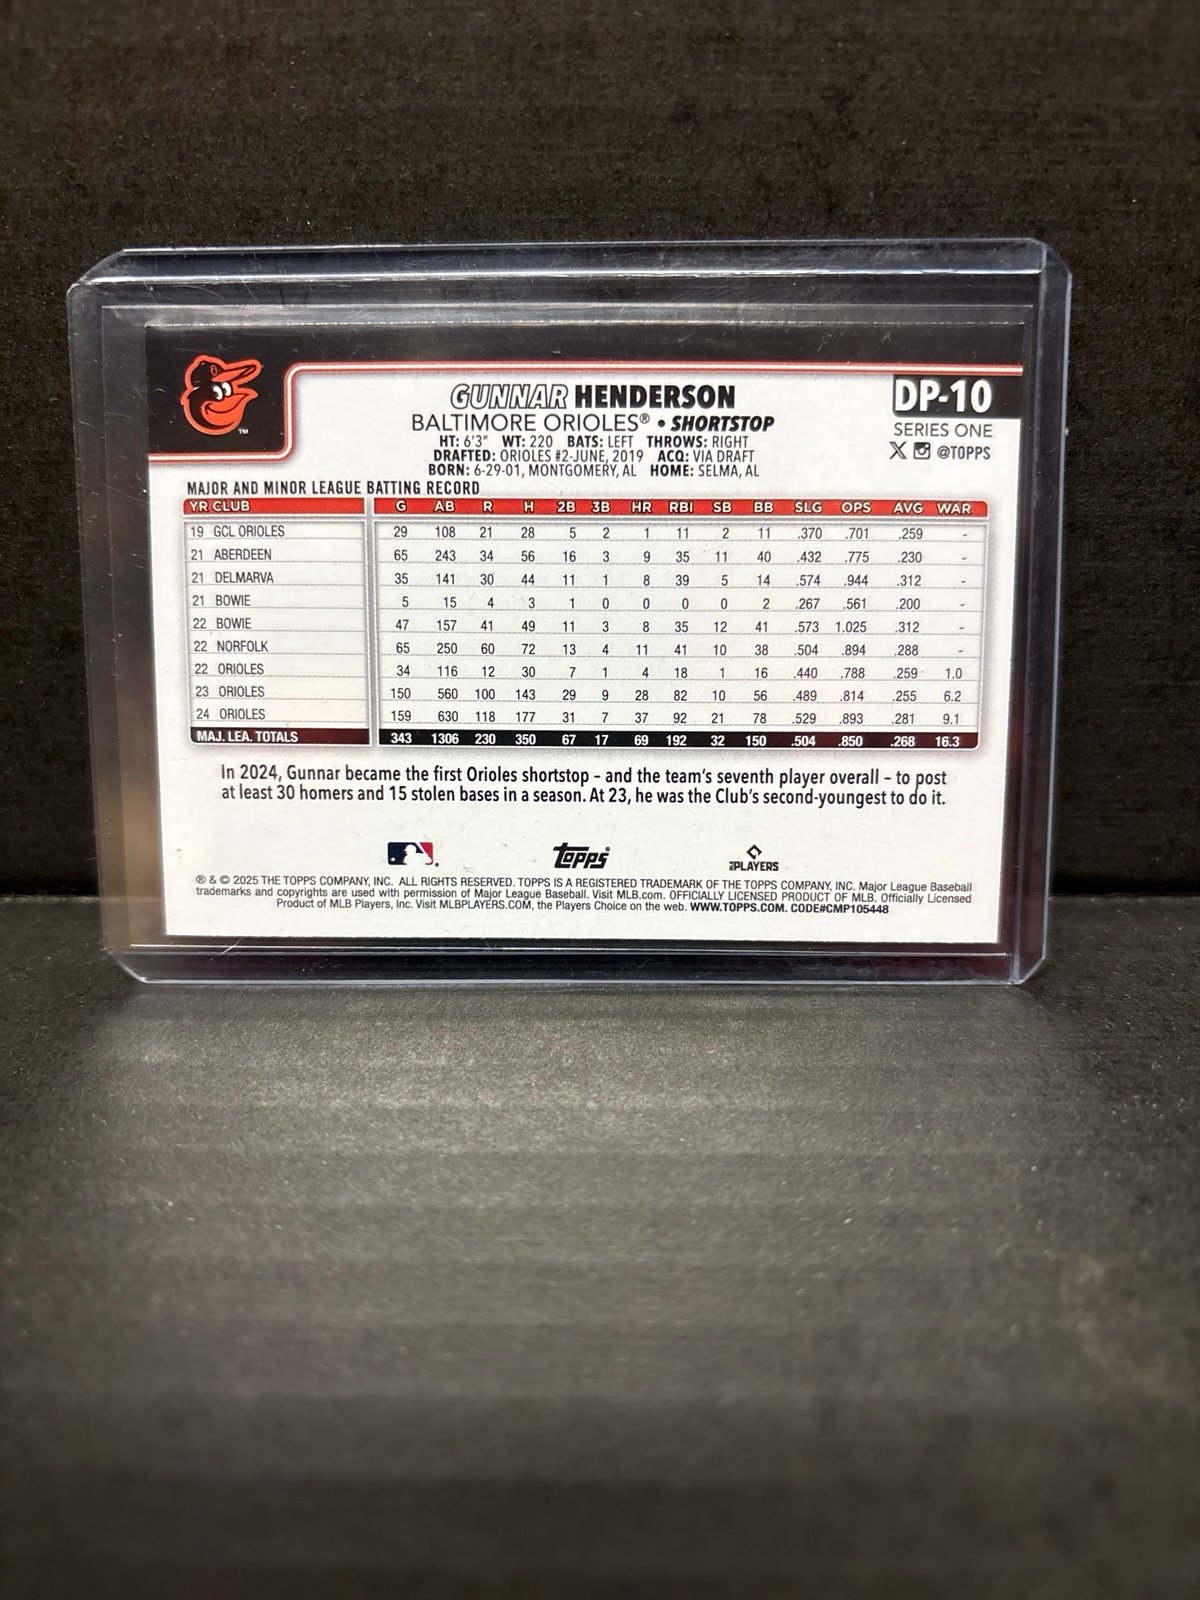 GUNNAR HENDERSON
DP-10
BALTIMORE ORIOLES® • SHORTSTOP
SERIES ONE
@TOPPS
HT: 6'3" WT: 220 BATS: LEFT THROWS: RIGHT
DRAFTED: ORIOLES #2-JUNE, 2019 ACQ: VIA DRAFT
BORN: 6-29-01, MONTGOMERY, AL HOME: SELMA, AL
TM
MAJOR AND MINOR LEAGUE BATTING RECORD
YR CLUB G AB R H 2B 3B HR RBI SB BB SLG OPS AVG WAR
19 GCL ORIOLES 29 108 21 28 5 2 1 11 2 11 .370 .701 .259 -
21 ABERDEEN 65 243 34 56 16 3 9 35 11 40 .432 .775 .230 -
21 DELMARVA 35 141 30 44 11 1 8 39 5 14 .574 .944 .312 -
21 BOWIE 5 15 4 3 1 0 0 0 0 2 .267 .561 .200 -
22 BOWIE 47 157 41 49 11 3 8 35 12 41 .573 1.025 .312 -
22 NORFOLK 65 250 60 72 13 4 11 41 10 38 .504 .894 .288 -
22 ORIOLES 34 116 12 30 7 1 4 18 1 16 .440 .788 .259 1.0
23 ORIOLES 150 560 100 143 29 9 28 82 10 56 .489 .814 .255 6.2
24 ORIOLES 159 630 118 177 31 7 37 92 21 78 .529 .893 .281 9.1
MAJ. LEA. TOTALS 343 1306 230 350 67 17 69 192 32 150 .504 .850 .268 16.3
In 2024, Gunnar became the first Orioles shortstop – and the team's seventh player overall – to post
at least 30 homers and 15 stolen bases in a season. At 23, he was the Club's second-youngest to do it.
Topps
PLAYERS
® & © 2025 THE TOPPS COMPANY, INC. ALL RIGHTS RESERVED. TOPPS IS A REGISTERED TRADEMARK OF THE TOPPS COMPANY, INC. Major League Baseball
trademarks and copyrights are used with permission of Major League Baseball. Visit MLB.com. OFFICIALLY LICENSED PRODUCT OF MLB. Officially Licensed
Product of MLB Players, Inc. Visit MLBPLAYERS.COM, the Players Choice on the web. WWW.TOPPS.COM. CODE#CMP105448